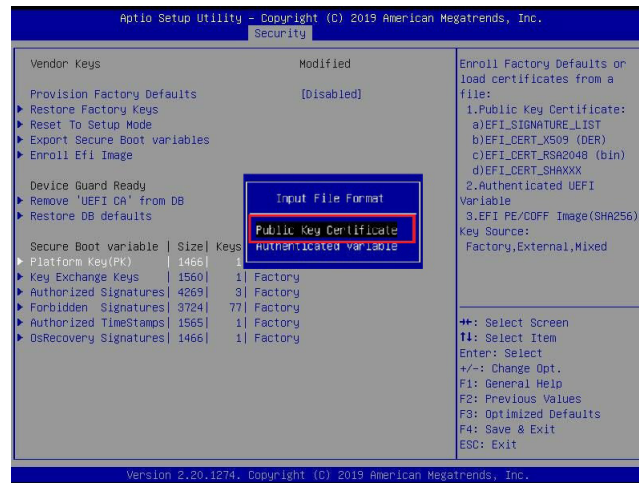 Aptio Setup Utility – Copyright (C) 2019 American Megatrends, Inc.
Security
Vendor Keys Modified
Provision Factory Defaults [Disabled]
Restore Factory Keys
Reset To Setup Mode
Export Secure Boot variables
Enroll Efi Image
Device Guard Ready
Remove 'UEFI CA' from DB
Restore DB defaults
Secure Boot variable | Size| Keys
Platform Key(PK) | 1466| 1
Key Exchange Keys | 1560| 1| Factory
Authorized Signatures| 4269| 3| Factory
Forbidden Signatures| 3724| 77| Factory
Authorized TimeStamps| 1565| 1| Factory
OsRecovery Signatures| 1466| 1| Factory
Input File Format
Public Key Certificate
Authenticated Variable
Enroll Factory Defaults or
load certificates from a
file:
1.Public Key Certificate:
a)EFI_SIGNATURE_LIST
b)EFI_CERT_X509 (DER)
c)EFI_CERT_RSA2048 (bin)
d)EFI_CERT_SHAXXX
2.Authenticated UEFI
Variable
3.EFI PE/COFF Image(SHA256)
Key Source:
Factory,External,Mixed
→←: Select Screen
↑↓: Select Item
Enter: Select
+/-: Change Opt.
F1: General Help
F2: Previous Values
F3: Optimized Defaults
F4: Save & Exit
ESC: Exit
Version 2.20.1274. Copyright (C) 2019 American Megatrends, Inc.